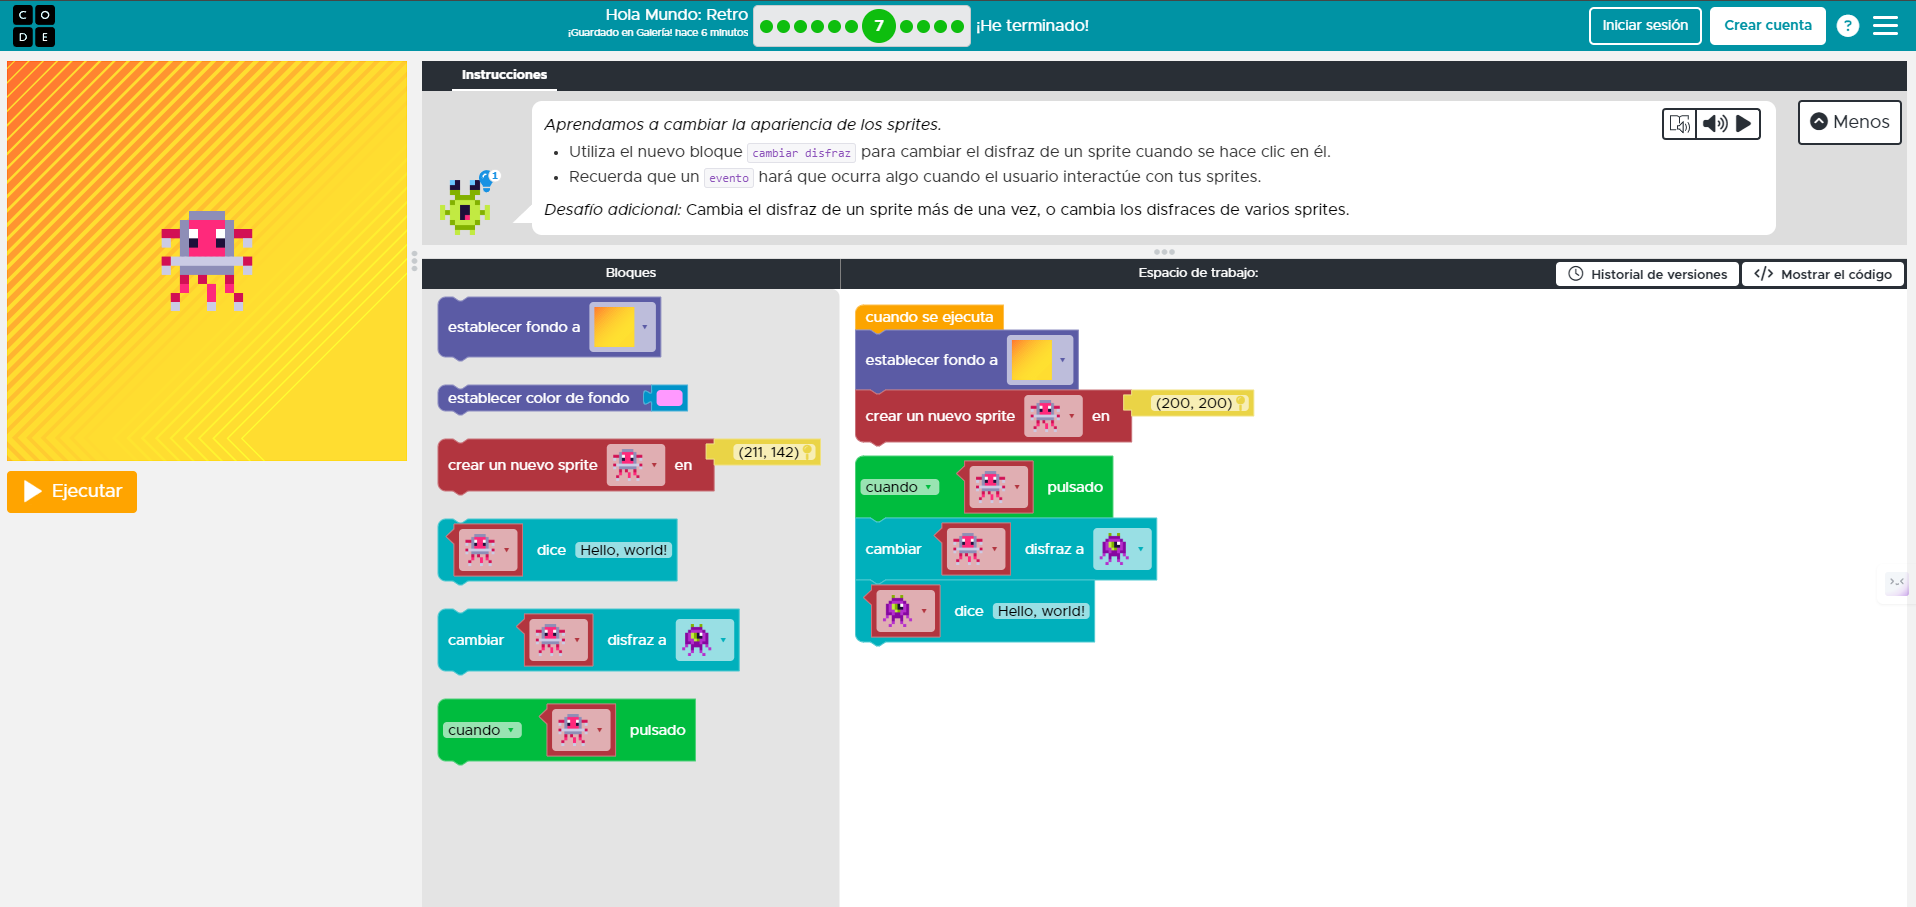 C O
D E
Hola Mundo: Retro
¡Guardado en Galería! hace 6 minutos
7
¡He terminado!
Iniciar sesión
Crear cuenta
?
Instrucciones
Aprendamos a cambiar la apariencia de los sprites.
• Utiliza el nuevo bloque cambiar disfraz para cambiar el disfraz de un sprite cuando se hace clic en él.
• Recuerda que un evento hará que ocurra algo cuando el usuario interactúe con tus sprites.
Desafío adicional: Cambia el disfraz de un sprite más de una vez, o cambia los disfraces de varios sprites.
1
Menos
Bloques
Espacio de trabajo:
Historial de versiones
</> Mostrar el código
Ejecutar
establecer fondo a
establecer color de fondo
crear un nuevo sprite en (211, 142)
dice Hello, world!
cambiar disfraz a
cuando pulsado
cuando se ejecuta
establecer fondo a
crear un nuevo sprite en (200, 200)
cuando pulsado
cambiar disfraz a
dice Hello, world!
>-<